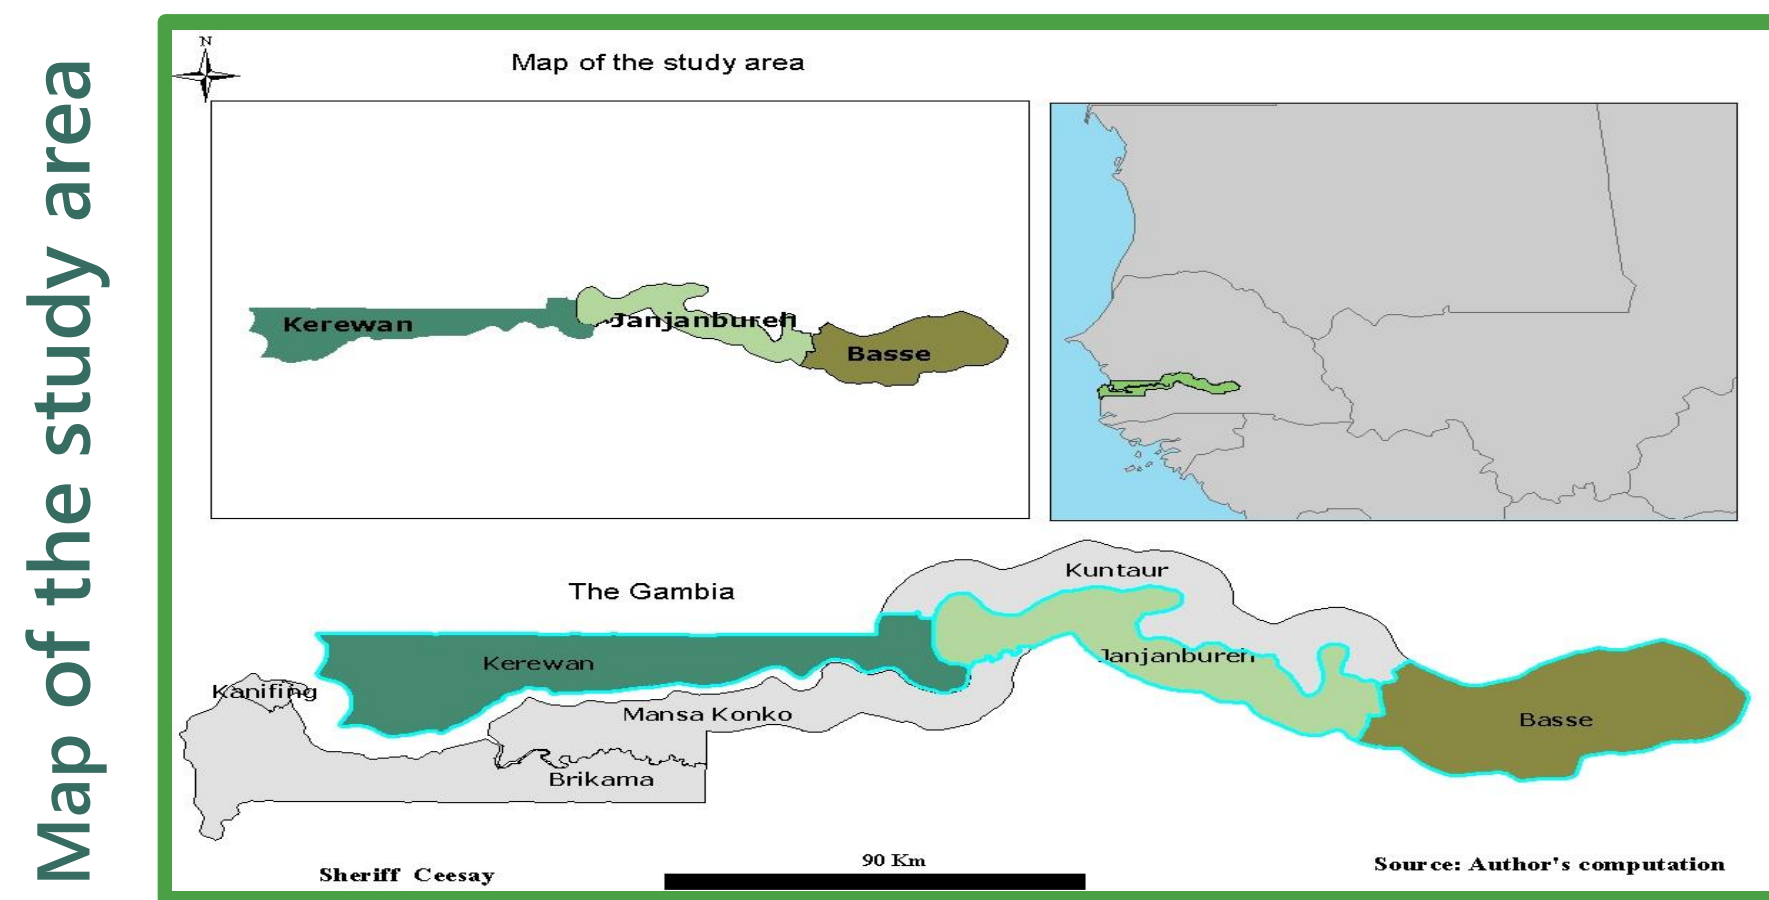 Map of the study area
N
Map of the study area
Kerewan
Janjanbureh
Basse
The Gambia
Kuntaur
Kerewan
Janjanbureh
Kanifing
Mansa Konko
Basse
Brikama
90 Km
Sheriff Ceesay
Source: Author's computation